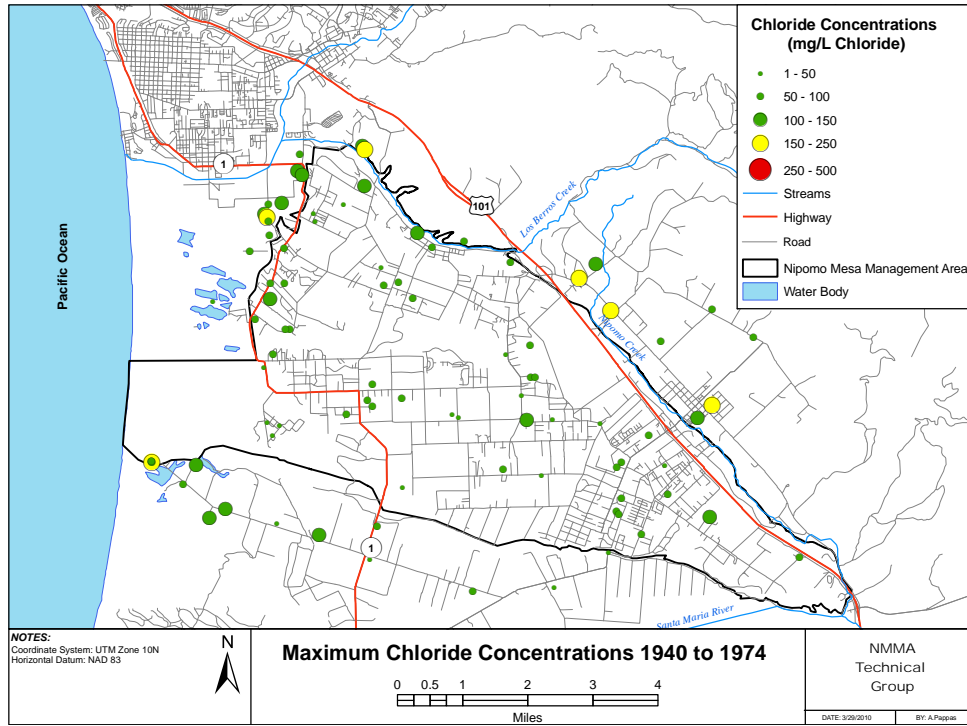 Chloride Concentrations
(mg/L Chloride)
1 - 50
50 - 100
100 - 150
150 - 250
250 - 500
Streams
Highway
Road
Nipomo Mesa Management Area
Water Body
1
101
Los Berros Creek
Pacific Ocean
Nipomo Creek
1
Santa Maria River
NOTES:
Coordinate System: UTM Zone 10N
Horizontal Datum: NAD 83
N
Maximum Chloride Concentrations 1940 to 1974
0 0.5 1 2 3 4
Miles
NMMA
Technical
Group
DATE: 3/29/2010
BY: A.Pappas